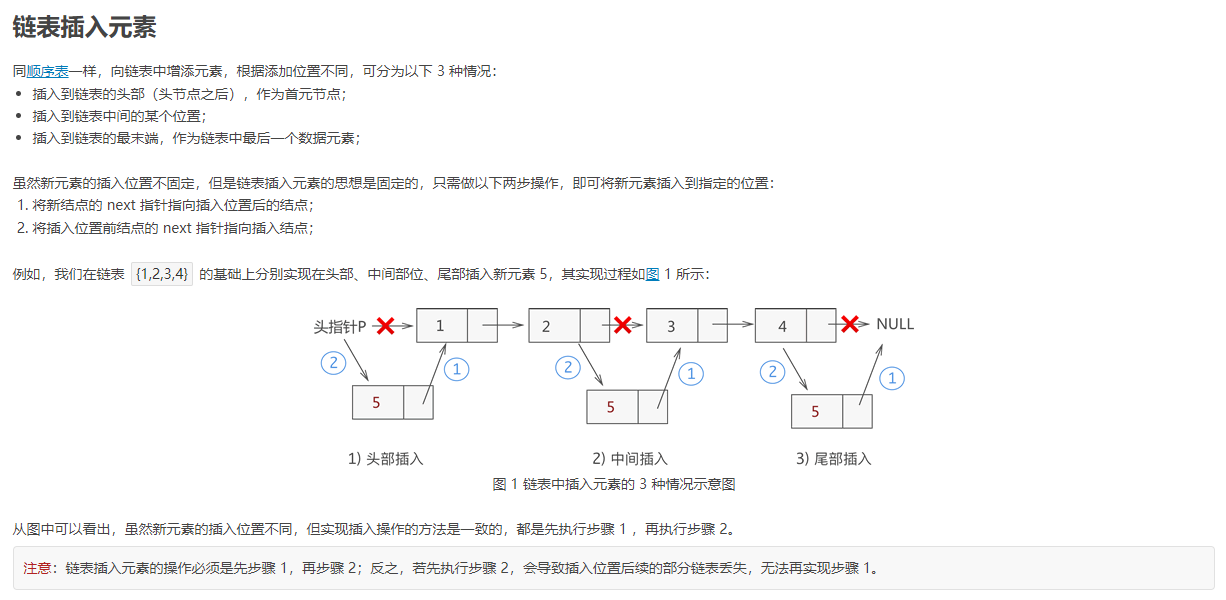 链表插入元素
同顺序表一样，向链表中增添元素，根据添加位置不同，可分为以下 3 种情况：
插入到链表的头部（头节点之后），作为首元节点；
插入到链表中间的某个位置；
插入到链表的最末端，作为链表中最后一个数据元素；
虽然新元素的插入位置不固定，但是链表插入元素的思想是固定的，只需做以下两步操作，即可将新元素插入到指定的位置：
1. 将新结点的 next 指针指向插入位置后的结点；
2. 将插入位置前结点的 next 指针指向插入结点；
例如，我们在链表 {1,2,3,4} 的基础上分别实现在头部、中间部位、尾部插入新元素 5，其实现过程如图 1 所示：
头指针P 1 2 3 4 NULL
2 1 2 1 2 1
5 5 5
1) 头部插入 2) 中间插入 3) 尾部插入
图 1 链表中插入元素的 3 种情况示意图
从图中可以看出，虽然新元素的插入位置不同，但实现插入操作的方法是一致的，都是先执行步骤 1 ，再执行步骤 2。
注意：链表插入元素的操作必须是先步骤 1，再步骤 2；反之，若先执行步骤 2，会导致插入位置后续的部分链表丢失，无法再实现步骤 1。